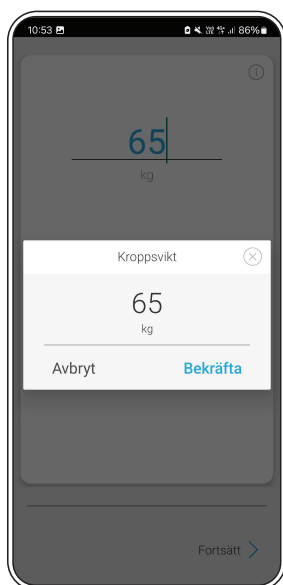 10:53 86%
65
kg
Kroppsvikt
65
kg
Avbryt Bekräfta
Fortsätt